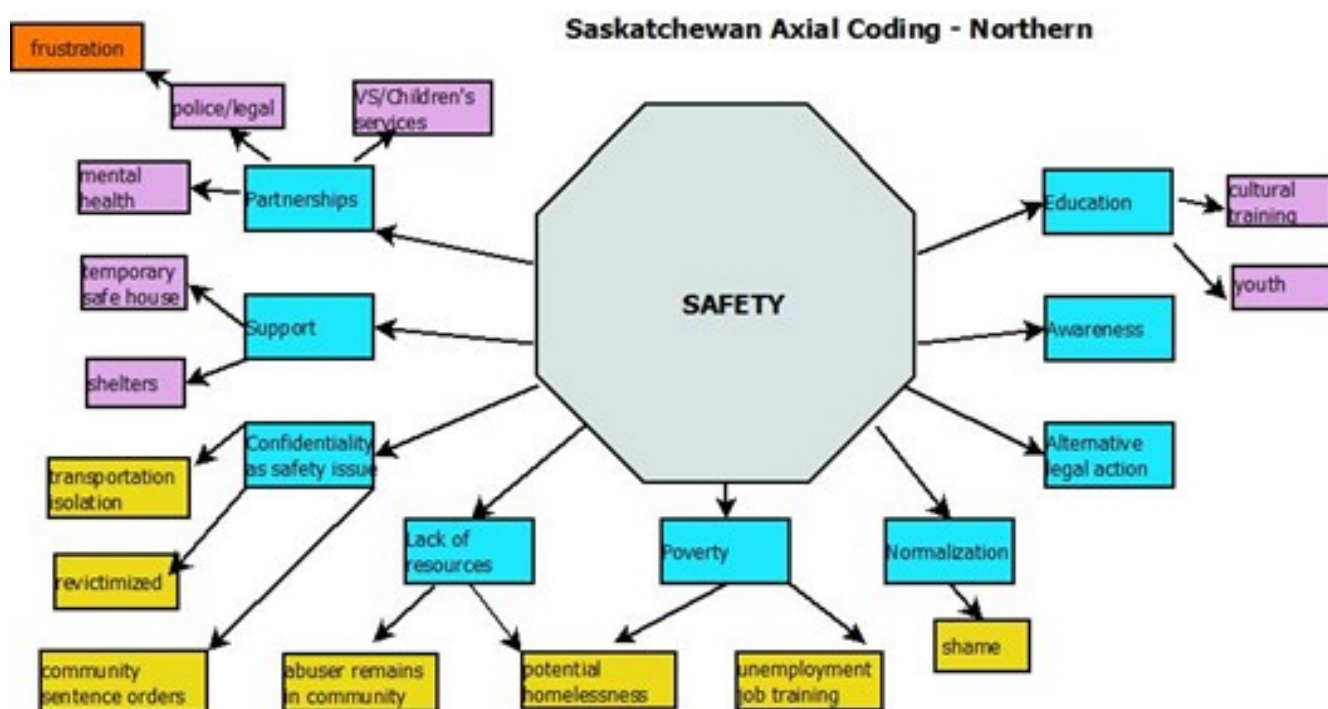 Saskatchewan Axial Coding - Northern
frustration
police/legal
VS/Children's
services
mental
health
Partnerships
temporary
safe house
Support
shelters
SAFETY
Education
cultural
training
youth
Awareness
Alternative
legal action
Confidentiality
as safety issue
transportation
isolation
revictimized
community
sentence orders
Lack of
resources
abuser remains
in community
Poverty
potential
homelessness
unemployment
job training
Normalization
shame